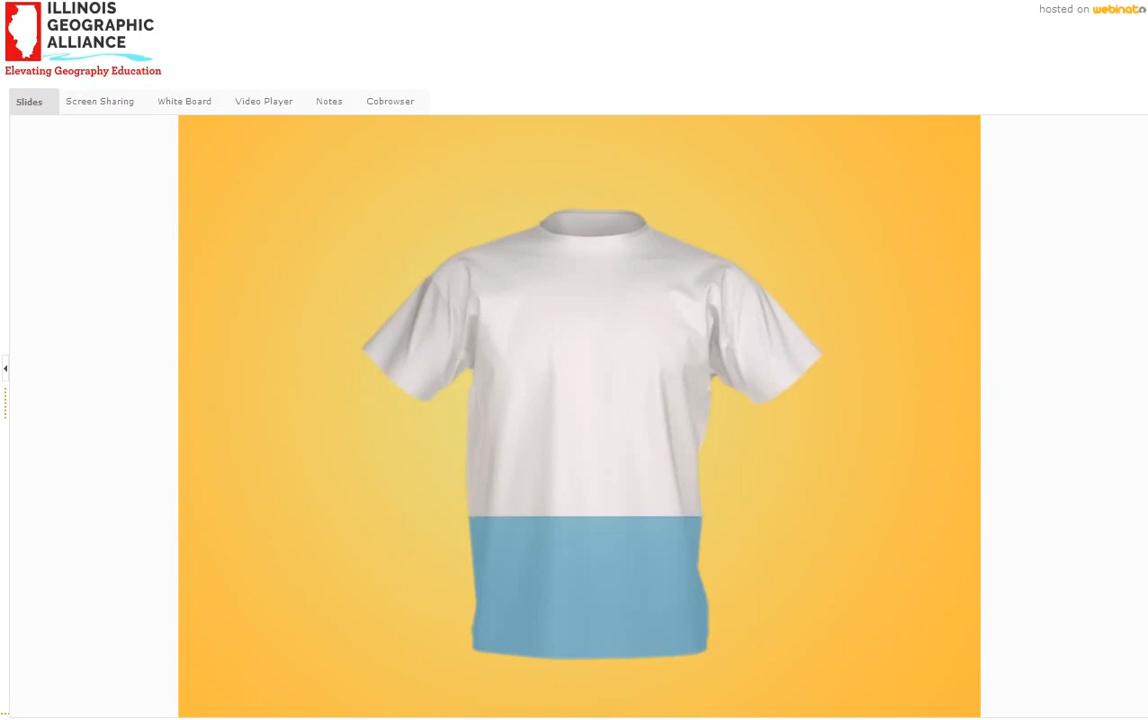 ILLINOIS
GEOGRAPHIC
ALLIANCE
Elevating Geography Education
hosted on webinato
Slides
Screen Sharing
White Board
Video Player
Notes
Cobrowser